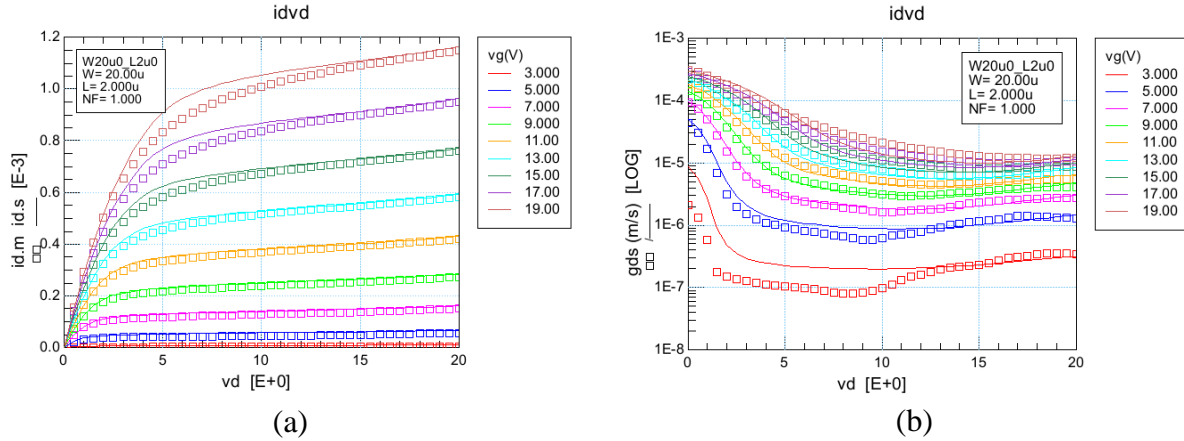 idvd
id.m  id.s  [E-3]
1.2
1.0
0.8
0.6
0.4
0.2
0.0
W20u0_L2u0
W= 20.00u
L= 2.000u
NF= 1.000
0
5
10
15
20
vd  [E+0]
vg(V)
3.000
5.000
7.000
9.000
11.00
13.00
15.00
17.00
19.00
(a)
idvd
gds (m/s)  [LOG]
1E-3
1E-4
1E-5
1E-6
1E-7
1E-8
W20u0_L2u0
W= 20.00u
L= 2.000u
NF= 1.000
0
5
10
15
20
vd  [E+0]
vg(V)
3.000
5.000
7.000
9.000
11.00
13.00
15.00
17.00
19.00
(b)